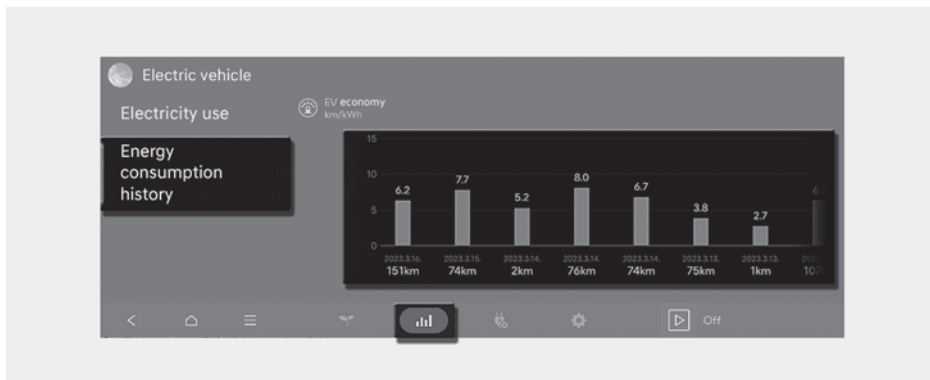 Electric vehicle
Electricity use
EV economy
km/kWh
Energy
consumption
history
15
10
5
0
6.2
7.7
5.2
8.0
6.7
3.8
2.7
2023.3.16.
2023.3.15.
2023.3.14.
2023.3.14.
2023.3.14.
2023.3.13.
2023.3.13.
151km
74km
2km
76km
74km
75km
1km
Off